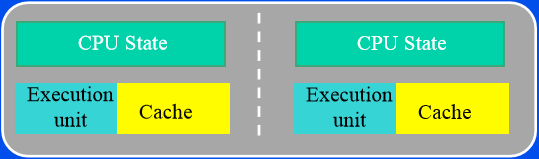 CPU State
CPU State
Execution
unit
Cache
Execution
unit
Cache